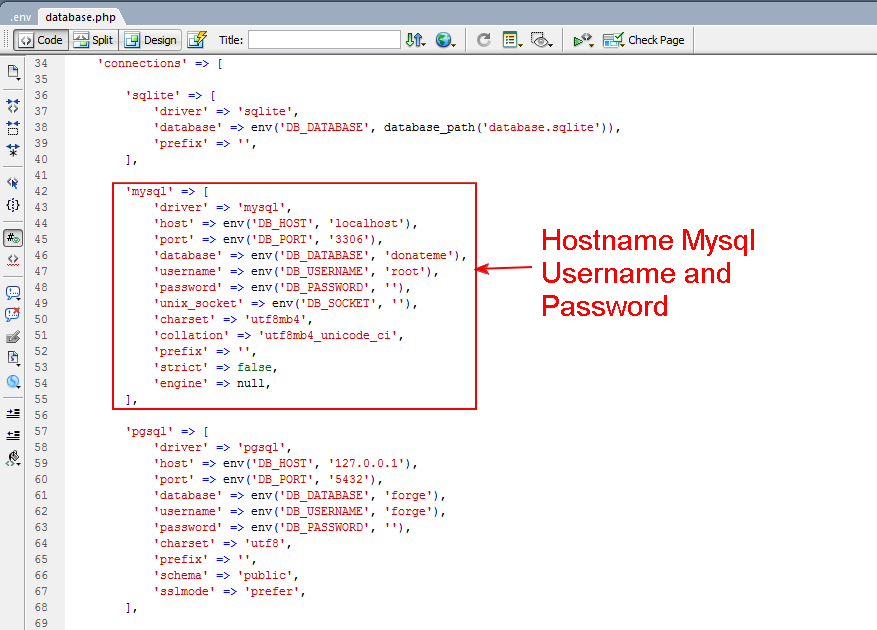 .env database.php
Code Split Design Title: Check Page
34 'connections' => [
35
36 'sqlite' => [
37 'driver' => 'sqlite',
38 'database' => env('DB_DATABASE', database_path('database.sqlite')),
39 'prefix' => '',
40 ],
41
42 'mysql' => [
43 'driver' => 'mysql',
44 'host' => env('DB_HOST', 'localhost'),
45 'port' => env('DB_PORT', '3306'),
46 'database' => env('DB_DATABASE', 'donateme'),
47 'username' => env('DB_USERNAME', 'root'),
48 'password' => env('DB_PASSWORD', ''),
49 'unix_socket' => env('DB_SOCKET', ''),
50 'charset' => 'utf8mb4',
51 'collation' => 'utf8mb4_unicode_ci',
52 'prefix' => '',
53 'strict' => false,
54 'engine' => null,
55 ],
56
57 'pgsql' => [
58 'driver' => 'pgsql',
59 'host' => env('DB_HOST', '127.0.0.1'),
60 'port' => env('DB_PORT', '5432'),
61 'database' => env('DB_DATABASE', 'forge'),
62 'username' => env('DB_USERNAME', 'forge'),
63 'password' => env('DB_PASSWORD', ''),
64 'charset' => 'utf8',
65 'prefix' => '',
66 'schema' => 'public',
67 'sslmode' => 'prefer',
68 ],
69
Hostname Mysql
Username and
Password